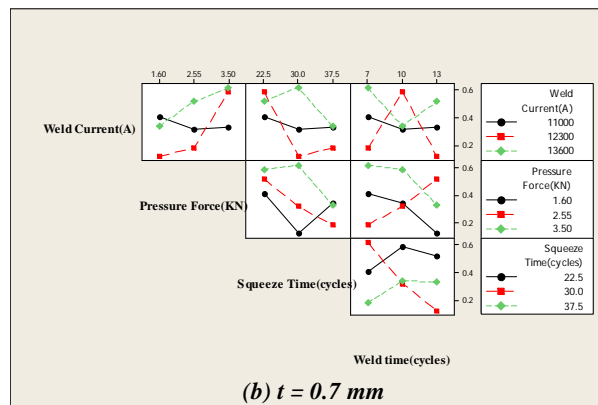 1.60 2.55 3.50 22.5 30.0 37.5 7 10 13
Weld Current(A)
0.6
0.4
0.2
Weld
Current(A)
11000
12300
13600
Pressure Force(KN)
0.6
0.4
0.2
Pressure
Force(KN)
1.60
2.55
3.50
Squeeze Time(cycles)
0.6
0.4
0.2
Squeeze
Time(cycles)
22.5
30.0
37.5
Weld time(cycles)
(b) t = 0.7 mm